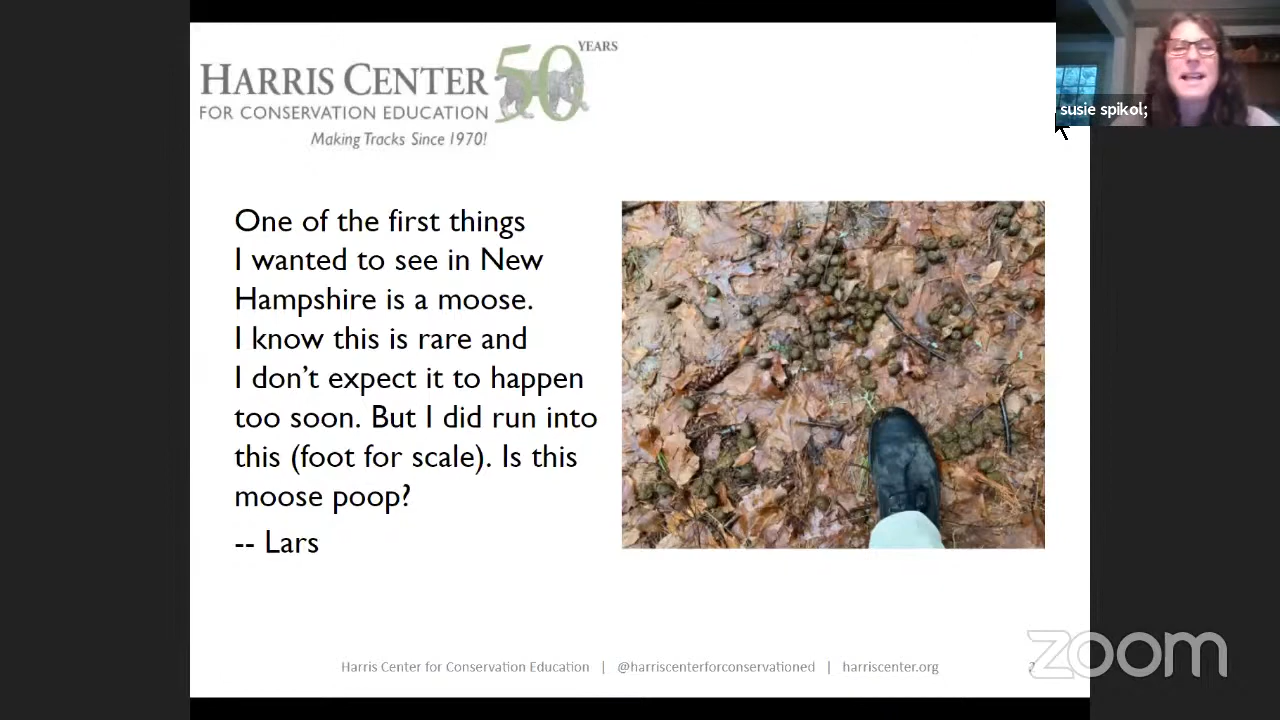 HARRIS CENTER 50 YEARS
FOR CONSERVATION EDUCATION
Making Tracks Since 1970!
susie spikol;
One of the first things
I wanted to see in New
Hampshire is a moose.
I know this is rare and
I don’t expect it to happen
too soon. But I did run into
this (foot for scale). Is this
moose poop?
-- Lars
Harris Center for Conservation Education | @harriscenterforconservationed | harriscenter.org
zoom